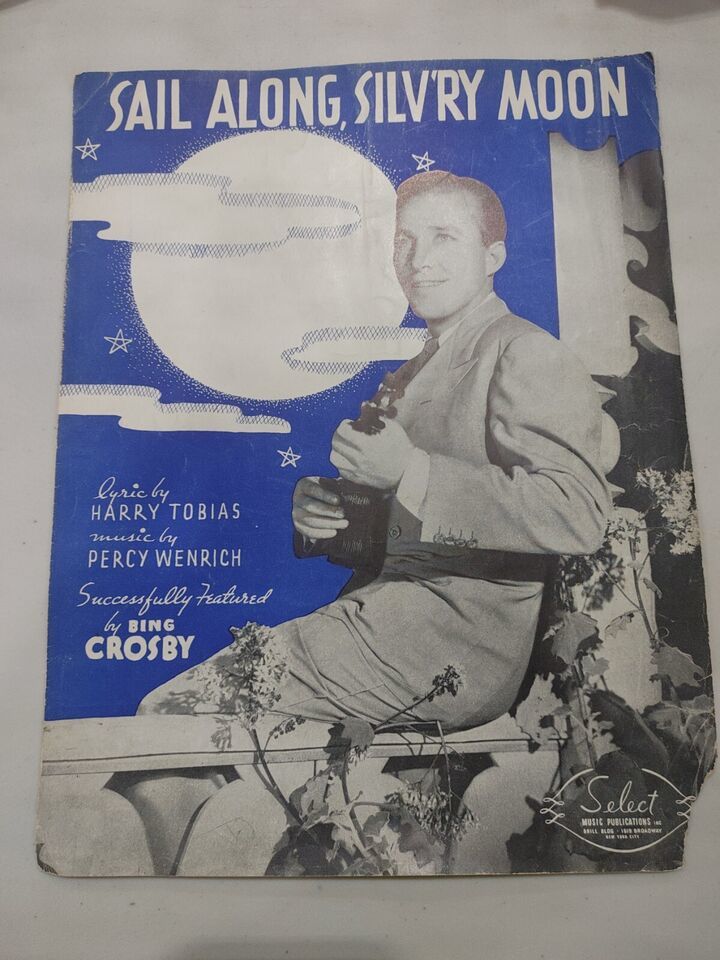 SAIL ALONG, SILV'RY MOON
lyric by
HARRY TOBIAS
music by
PERCY WENRICH
Successfully Featured
by BING
CROSBY
Select
MUSIC PUBLICATIONS INC
BRILL BLDG · 1619 BROADWAY
NEW YORK CITY